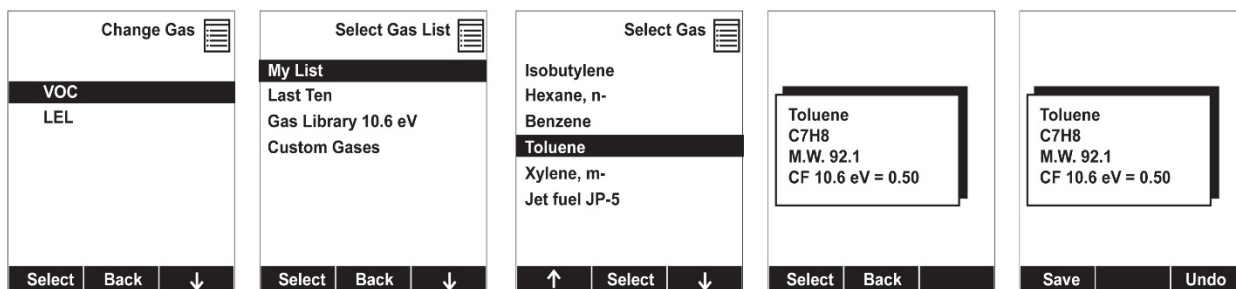 Change Gas
VOC
LEL
Select Back ↓
Select Gas List
My List
Last Ten
Gas Library 10.6 eV
Custom Gases
Select Back ↓
Select Gas
Isobutylene
Hexane, n-
Benzene
Toluene
Xylene, m-
Jet fuel JP-5
↑ Select ↓
Toluene
C7H8
M.W. 92.1
CF 10.6 eV = 0.50
Select Back
Toluene
C7H8
M.W. 92.1
CF 10.6 eV = 0.50
Save Undo